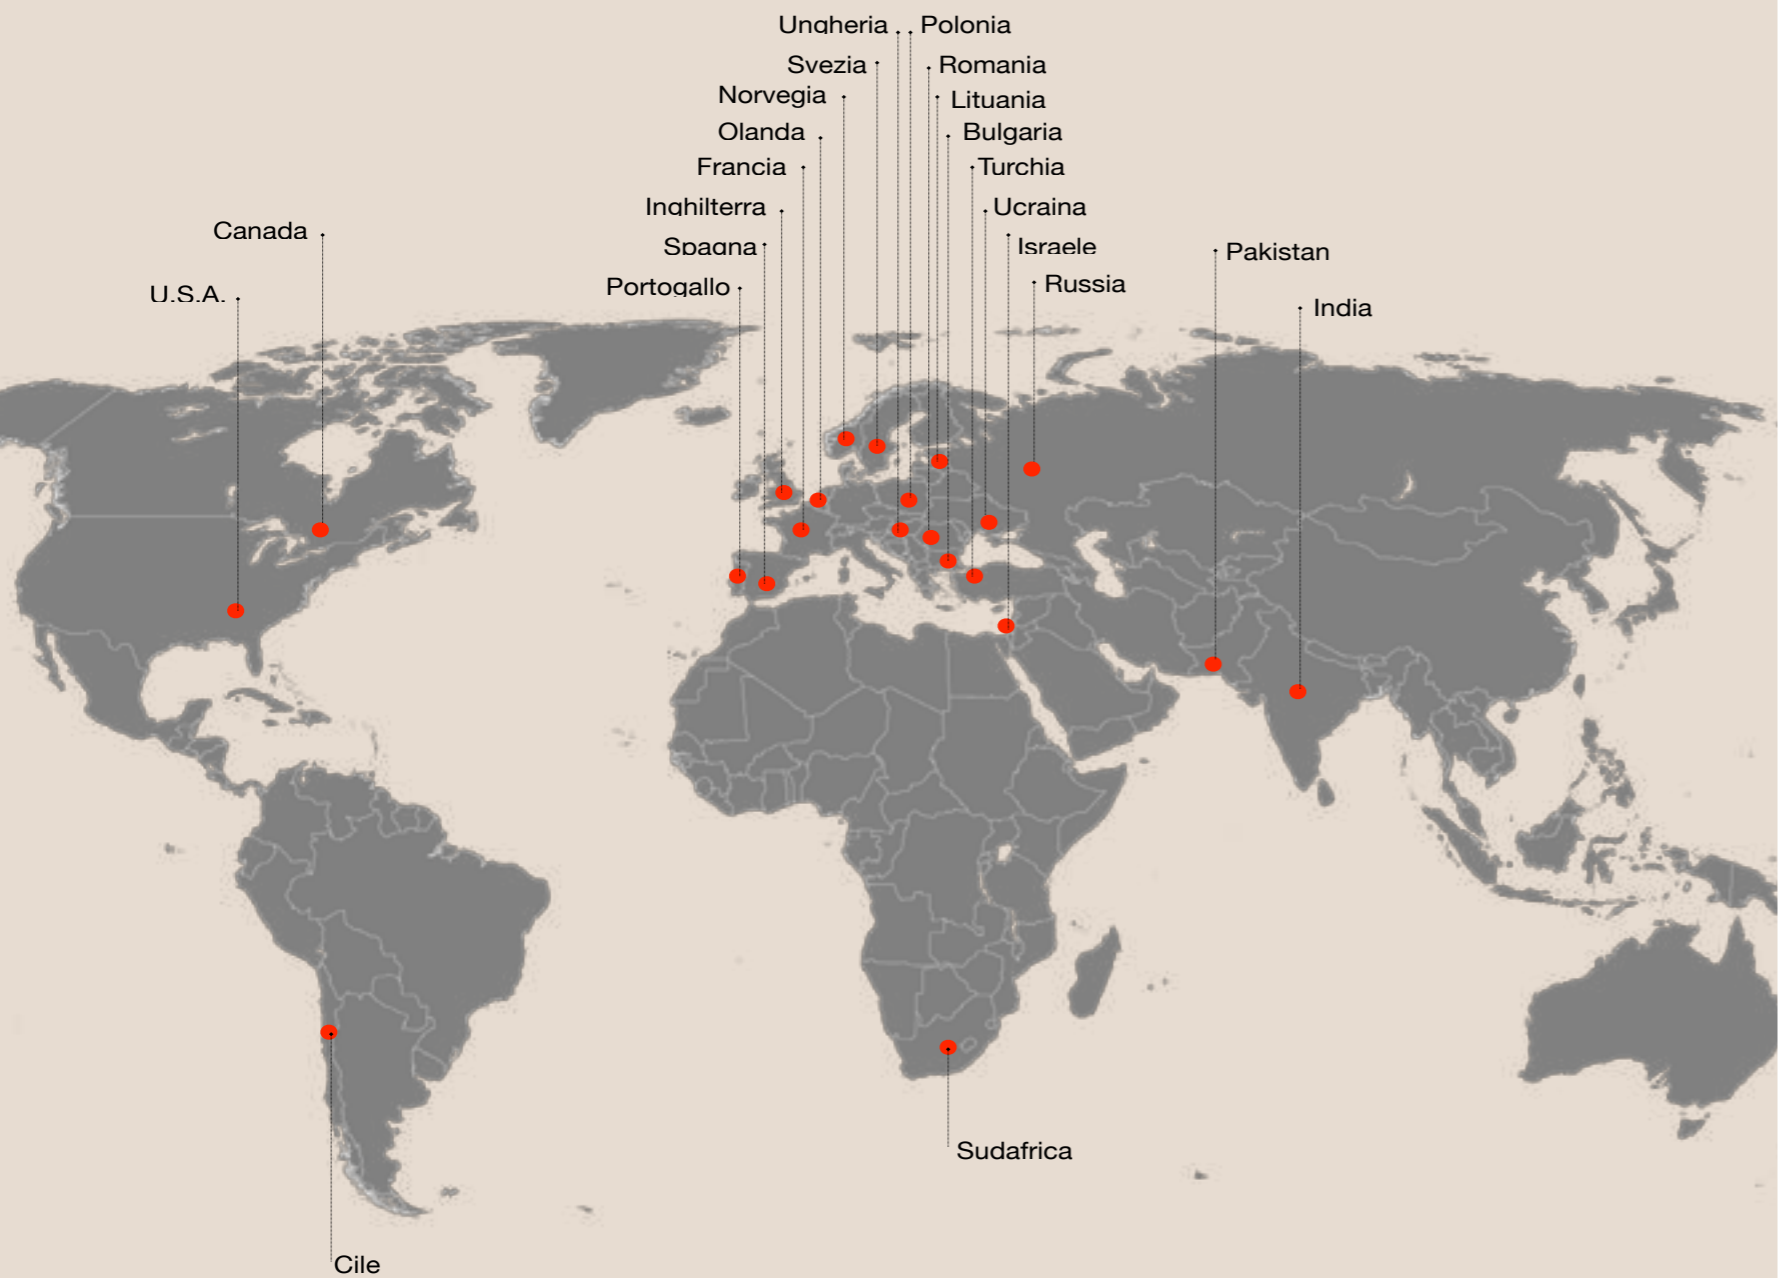 Ungheria
Polonia
Svezia
Romania
Norvegia
Lituania
Olanda
Bulgaria
Francia
Turchia
Inghilterra
Ucraina
Canada
Spagna
Israele
Pakistan
Portogallo
Russia
U.S.A.
India
Sudafrica
Cile